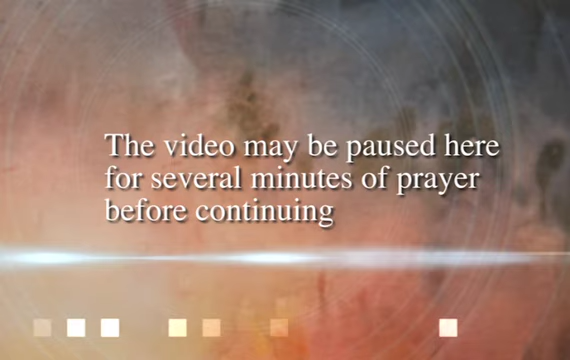 The video may be paused here
for several minutes of prayer
before continuing